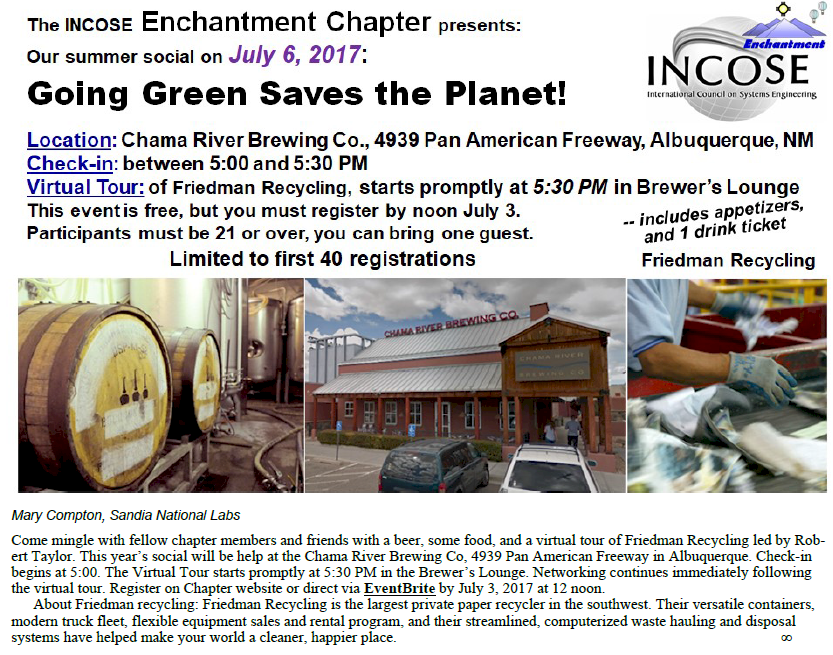 The INCOSE Enchantment Chapter presents:
Our summer social on July 6, 2017:
Going Green Saves the Planet!
Enchantment
INCOSE
International Council on Systems Engineering
Location: Chama River Brewing Co., 4939 Pan American Freeway, Albuquerque, NM
Check-in: between 5:00 and 5:30 PM
Virtual Tour: of Friedman Recycling, starts promptly at 5:30 PM in Brewer's Lounge
This event is free, but you must register by noon July 3.
Participants must be 21 or over, you can bring one guest.
-- includes appetizers,
and 1 drink ticket
Limited to first 40 registrations
Friedman Recycling
CHAMA RIVER BREWING CO.
CHAMA RIVER
BREWING CO
Mary Compton, Sandia National Labs
Come mingle with fellow chapter members and friends with a beer, some food, and a virtual tour of Friedman Recycling led by Rob-
ert Taylor. This year's social will be help at the Chama River Brewing Co, 4939 Pan American Freeway in Albuquerque. Check-in
begins at 5:00. The Virtual Tour starts promptly at 5:30 PM in the Brewer's Lounge. Networking continues immediately following
the virtual tour. Register on Chapter website or direct via EventBrite by July 3, 2017 at 12 noon.
About Friedman recycling: Friedman Recycling is the largest private paper recycler in the southwest. Their versatile containers,
modern truck fleet, flexible equipment sales and rental program, and their streamlined, computerized waste hauling and disposal
systems have helped make your world a cleaner, happier place. ∞